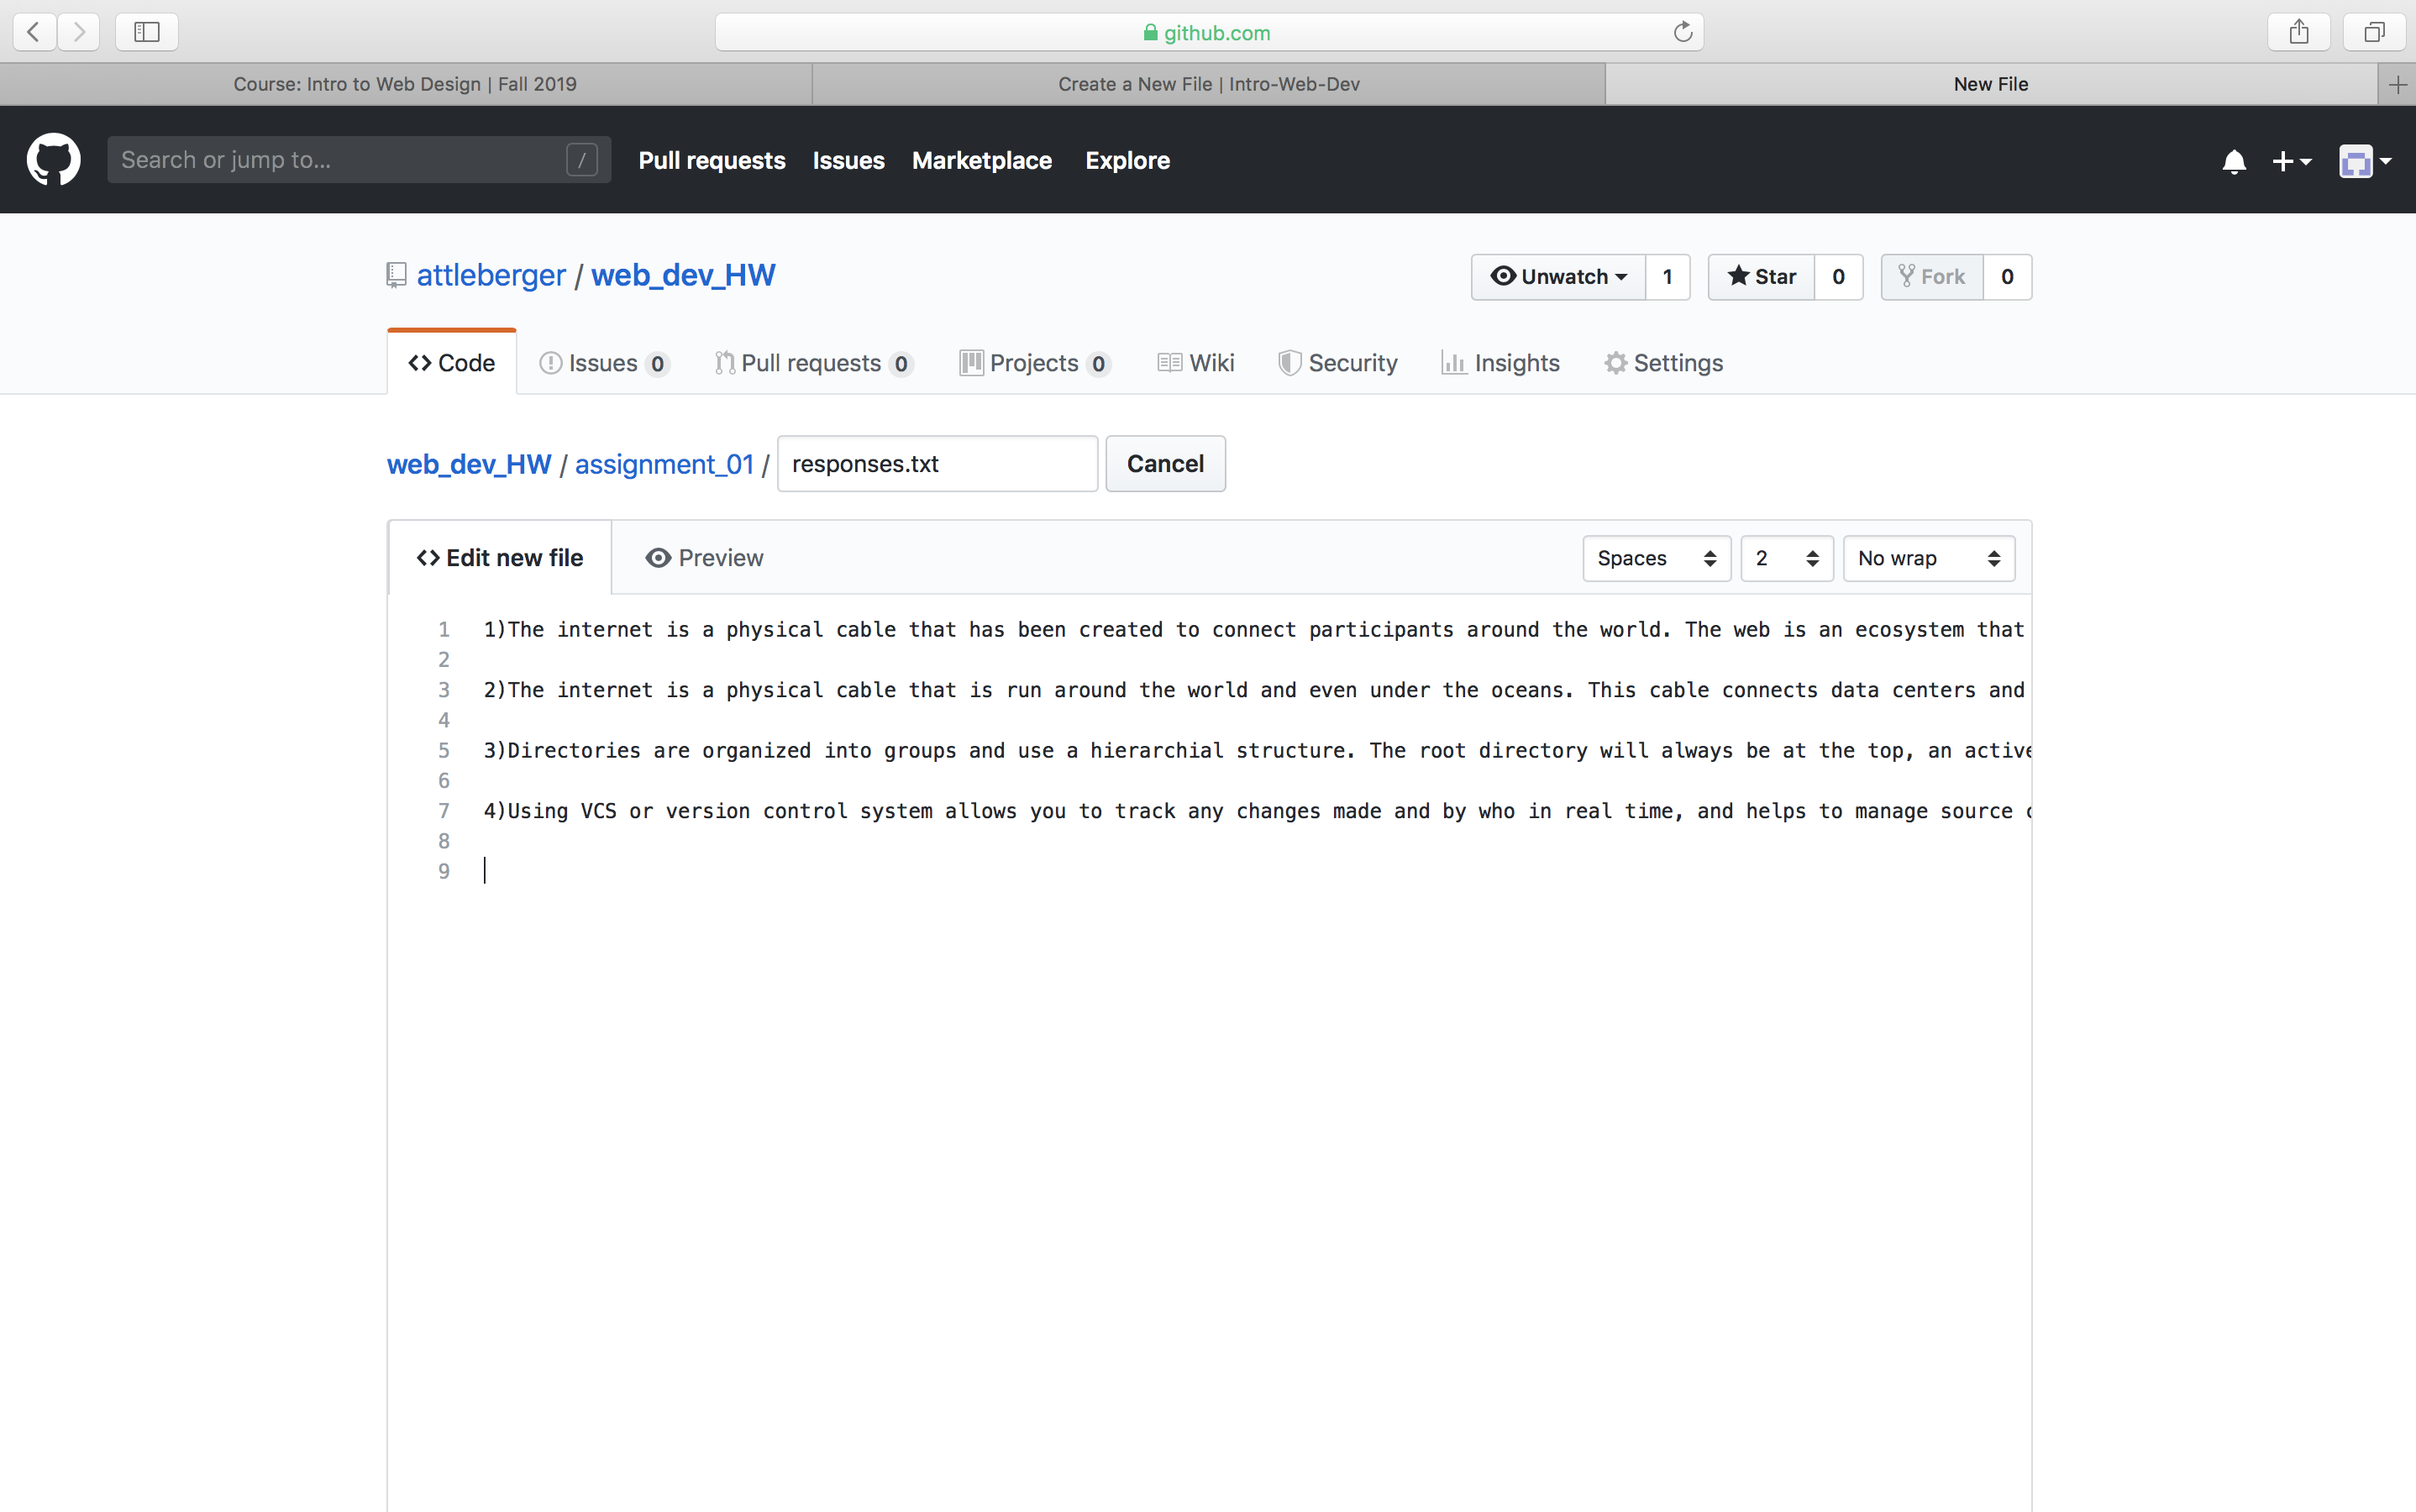 github.com
Course: Intro to Web Design | Fall 2019
Create a New File | Intro-Web-Dev
New File
Search or jump to... /
Pull requests Issues Marketplace Explore
attleberger / web_dev_HW
Unwatch 1 Star 0 Fork 0
Code Issues 0 Pull requests 0 Projects 0 Wiki Security Insights Settings
web_dev_HW / assignment_01 / responses.txt Cancel
Edit new file Preview Spaces 2 No wrap
1 1)The internet is a physical cable that has been created to connect participants around the world. The web is an ecosystem that
2
3 2)The internet is a physical cable that is run around the world and even under the oceans. This cable connects data centers and
4
5 3)Directories are organized into groups and use a hierarchial structure. The root directory will always be at the top, an active
6
7 4)Using VCS or version control system allows you to track any changes made and by who in real time, and helps to manage source
8
9